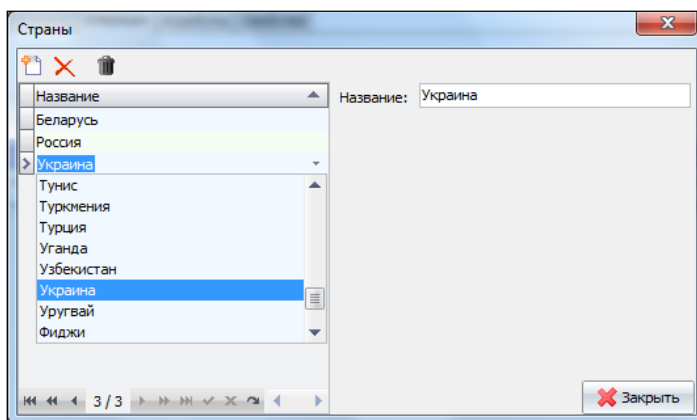 Страны
Название
Название: Украина
Беларусь
Россия
Украина
Тунис
Туркмения
Турция
Уганда
Узбекистан
Украина
Уругвай
Фиджи
3 / 3
Закрыть